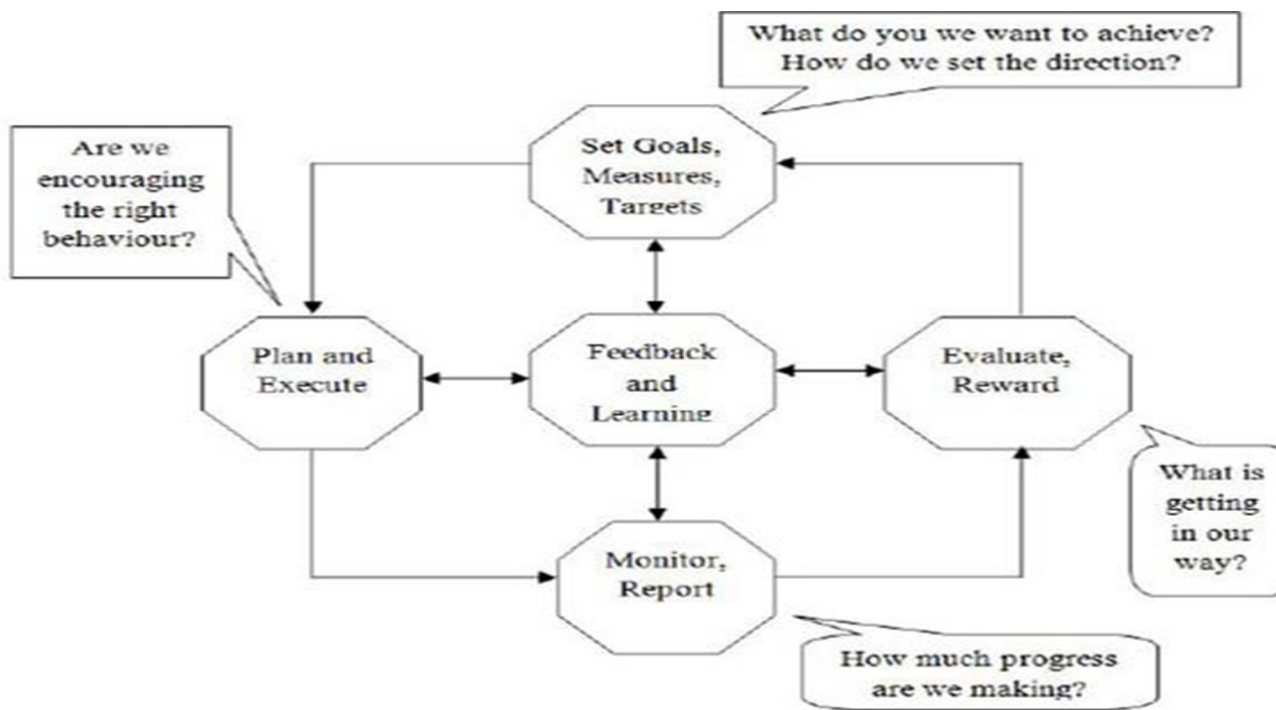 What do you we want to achieve?
How do we set the direction?
Are we
encouraging
the right
behaviour?
Set Goals,
Measures,
Targets
Plan and
Execute
Feedback
and
Learning
Evaluate,
Reward
What is
getting
in our
way?
Monitor,
Report
How much progress
are we making?